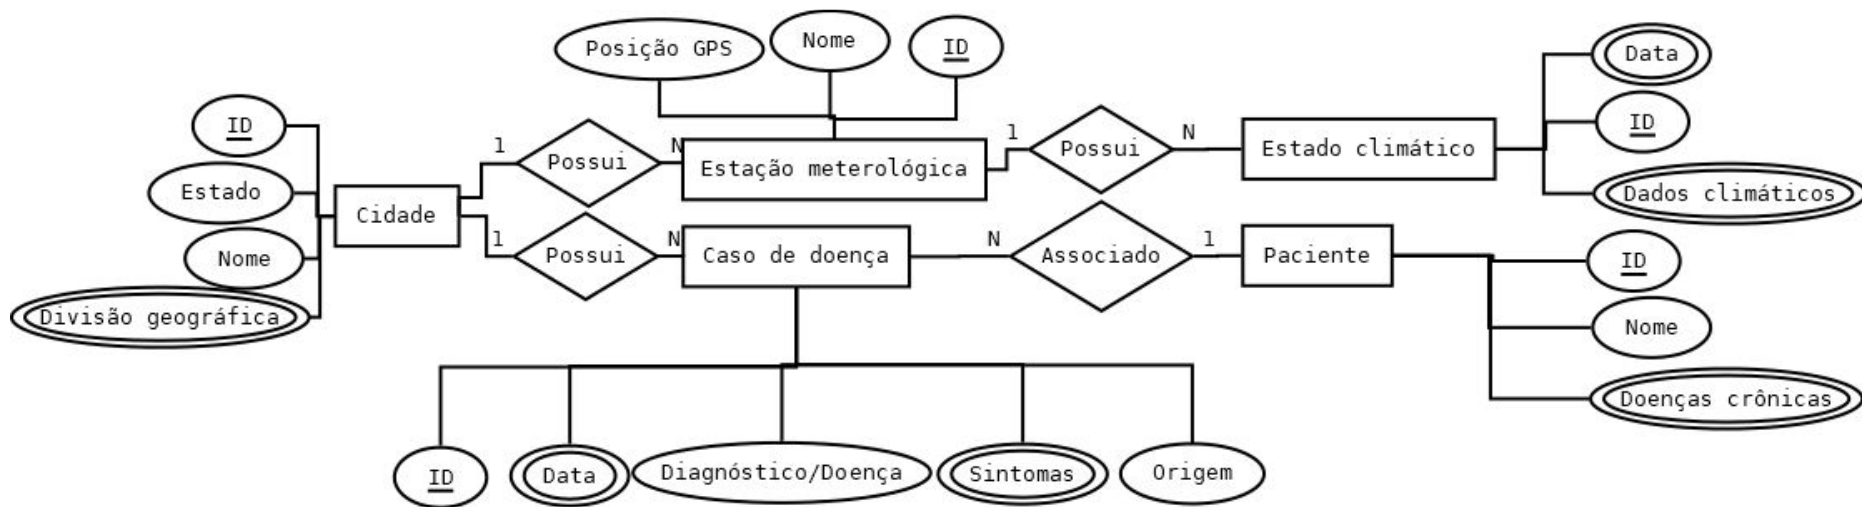 Posição GPS
Nome
ID
Data
ID
Estado
Nome
Divisão geográfica
Cidade
1
Possui
N
Estação meterológica
1
Possui
N
Estado climático
ID
Dados climáticos
1
Possui
N
Caso de doença
N
Associado
1
Paciente
ID
Nome
Doenças crônicas
ID
Data
Diagnóstico/Doença
Sintomas
Origem